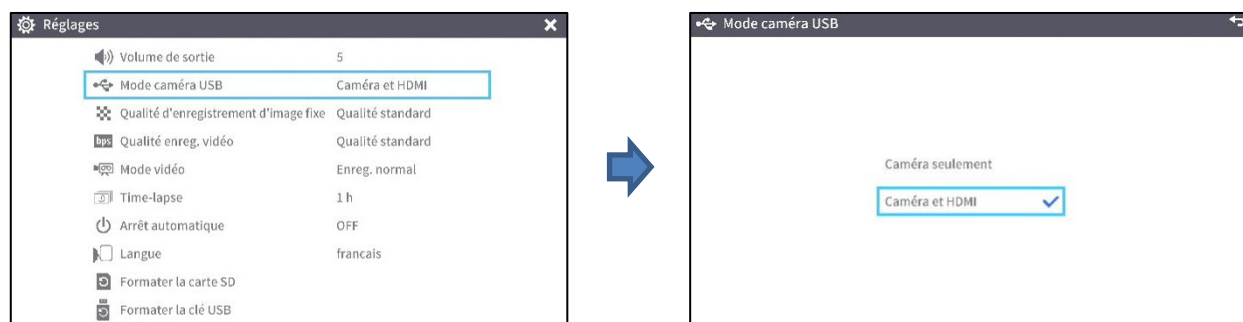 Réglages
Volume de sortie 5
Mode caméra USB Caméra et HDMI
Qualité d'enregistrement d'image fixe Qualité standard
bps Qualité enreg. vidéo Qualité standard
Mode vidéo Enreg. normal
Time-lapse 1 h
Arrêt automatique OFF
Langue francais
Formater la carte SD
Formater la clé USB
Mode caméra USB
Caméra seulement
Caméra et HDMI